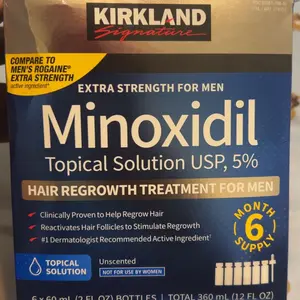 KIRKLAND
Signature
COMPARE TO
MEN'S ROGAINE®
EXTRA STRENGTH
active ingredient*
EXTRA STRENGTH FOR MEN
Minoxidil
Topical Solution USP, 5%
HAIR REGROWTH TREATMENT FOR MEN
• Clinically Proven to Help Regrow Hair
• Reactivates Hair Follicles to Stimulate Regrowth
• #1 Dermatologist Recommended Active Ingredient
MONTH
6
SUPPLY
TOPICAL
SOLUTION
Unscented
NOT FOR USE BY WOMEN
6 x 60 mL (2 FL OZ) BOTTLES | TOTAL 360 mL (12 FL OZ)